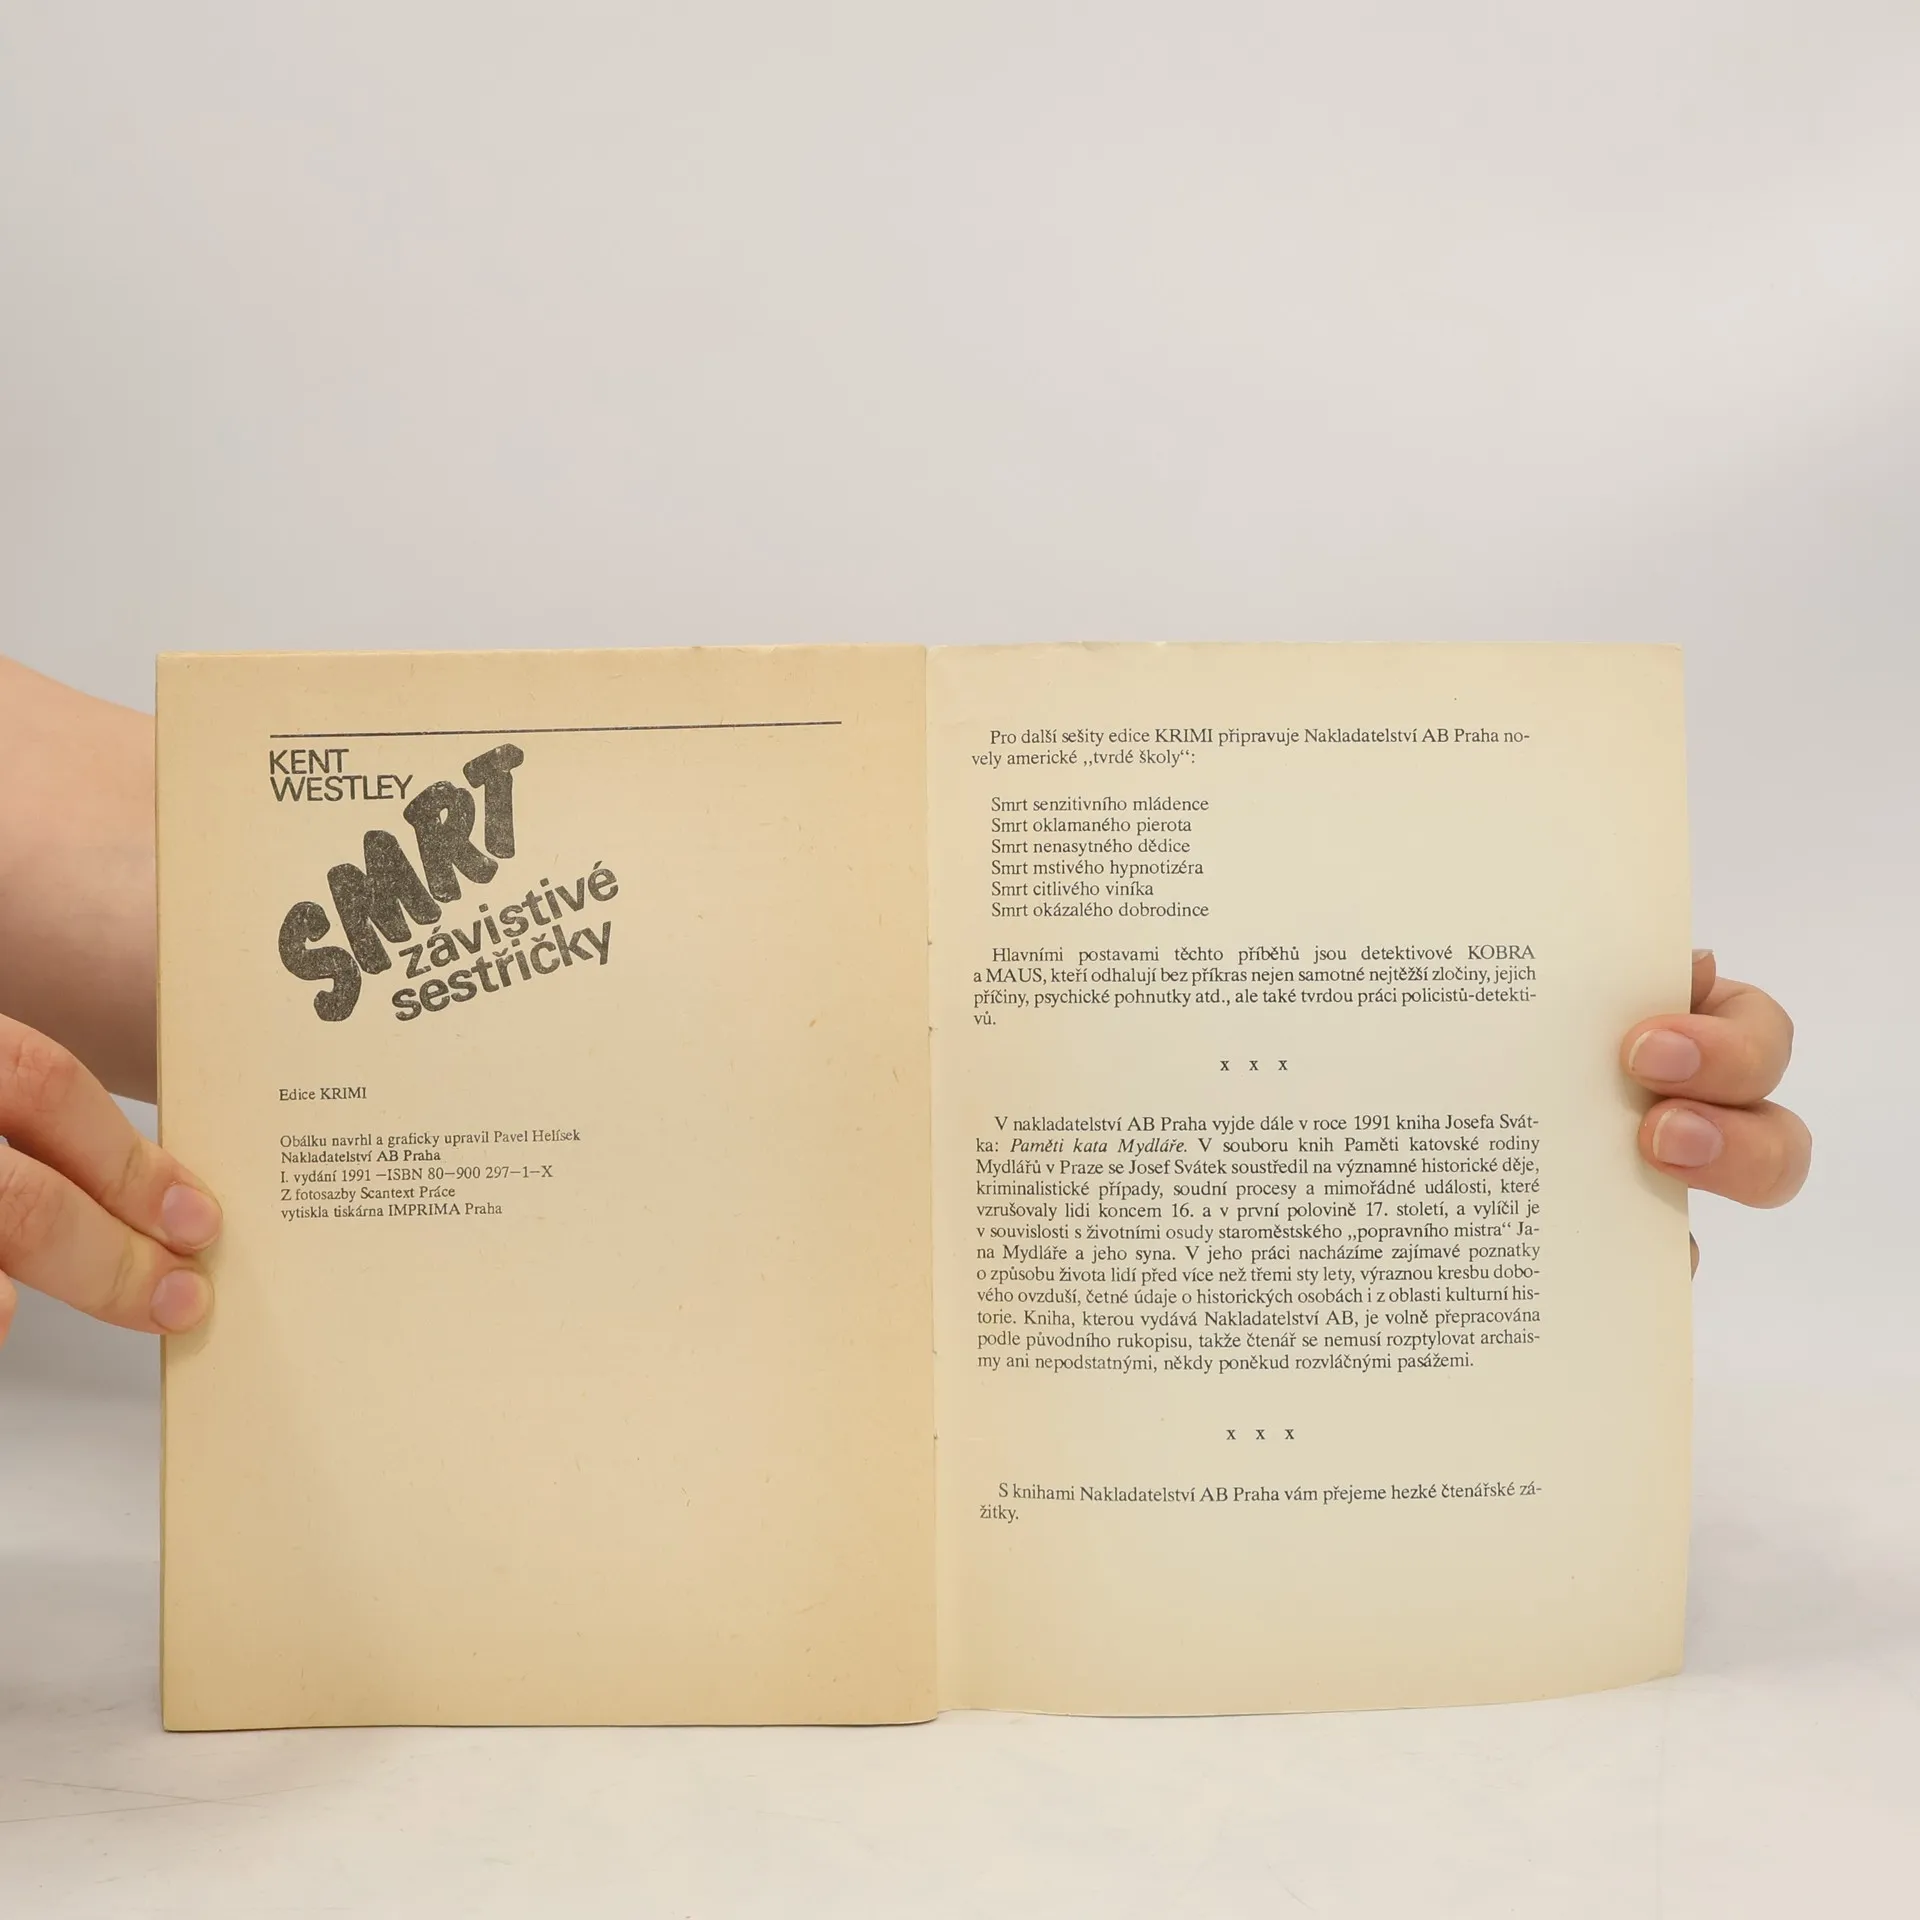 KENT
WESTLEY
SMRT
závistivé
sestřičky
Edice KRIMI
Obálku navrhl a graficky upravil Pavel Helísek
Nakladatelství AB Praha
I. vydání 1991 —ISBN 80—900 297—1—X
Z fotosazby Scantext Práce
vytiskla tiskárna IMPRIMA Praha
Pro další sešity edice KRIMI připravuje Nakladatelství AB Praha no-
vely americké „tvrdé školy“:
Smrt senzitivního mládence
Smrt oklamaného pierota
Smrt nenasytného dědice
Smrt mstivého hypnotizéra
Smrt citlivého viníka
Smrt okázalého dobrodince
Hlavními postavami těchto příběhů jsou detektivové KOBRA
a MAUS, kteří odhalují bez příkras nejen samotné nejtěžší zločiny, jejich
příčiny, psychické pohnutky atd., ale také tvrdou práci policistů-detekti-
vů.
x x x
V nakladatelství AB Praha vyjde dále v roce 1991 kniha Josefa Svát-
ka: Paměti kata Mydláře. V souboru knih Paměti katovské rodiny
Mydlářů v Praze se Josef Svátek soustředil na významné historické děje,
kriminalistické případy, soudní procesy a mimořádné události, které
vzrušovaly lidi koncem 16. a v první polovině 17. století, a vylíčil je
v souvislosti s životními osudy staroměstského „popravního mistra“ Ja-
na Mydláře a jeho syna. V jeho práci nacházíme zajímavé poznatky
o způsobu života lidí před více než třemi sty lety, výraznou kresbu dobo-
vého ovzduší, četné údaje o historických osobách i z oblasti kulturní his-
torie. Kniha, kterou vydává Nakladatelství AB, je volně přepracována
podle původního rukopisu, takže čtenář se nemusí rozptylovat archais-
my ani nepodstatnými, někdy poněkud rozvláčnými pasážemi.
x x x
S knihami Nakladatelství AB Praha vám přejeme hezké čtenářské zá-
žitky.